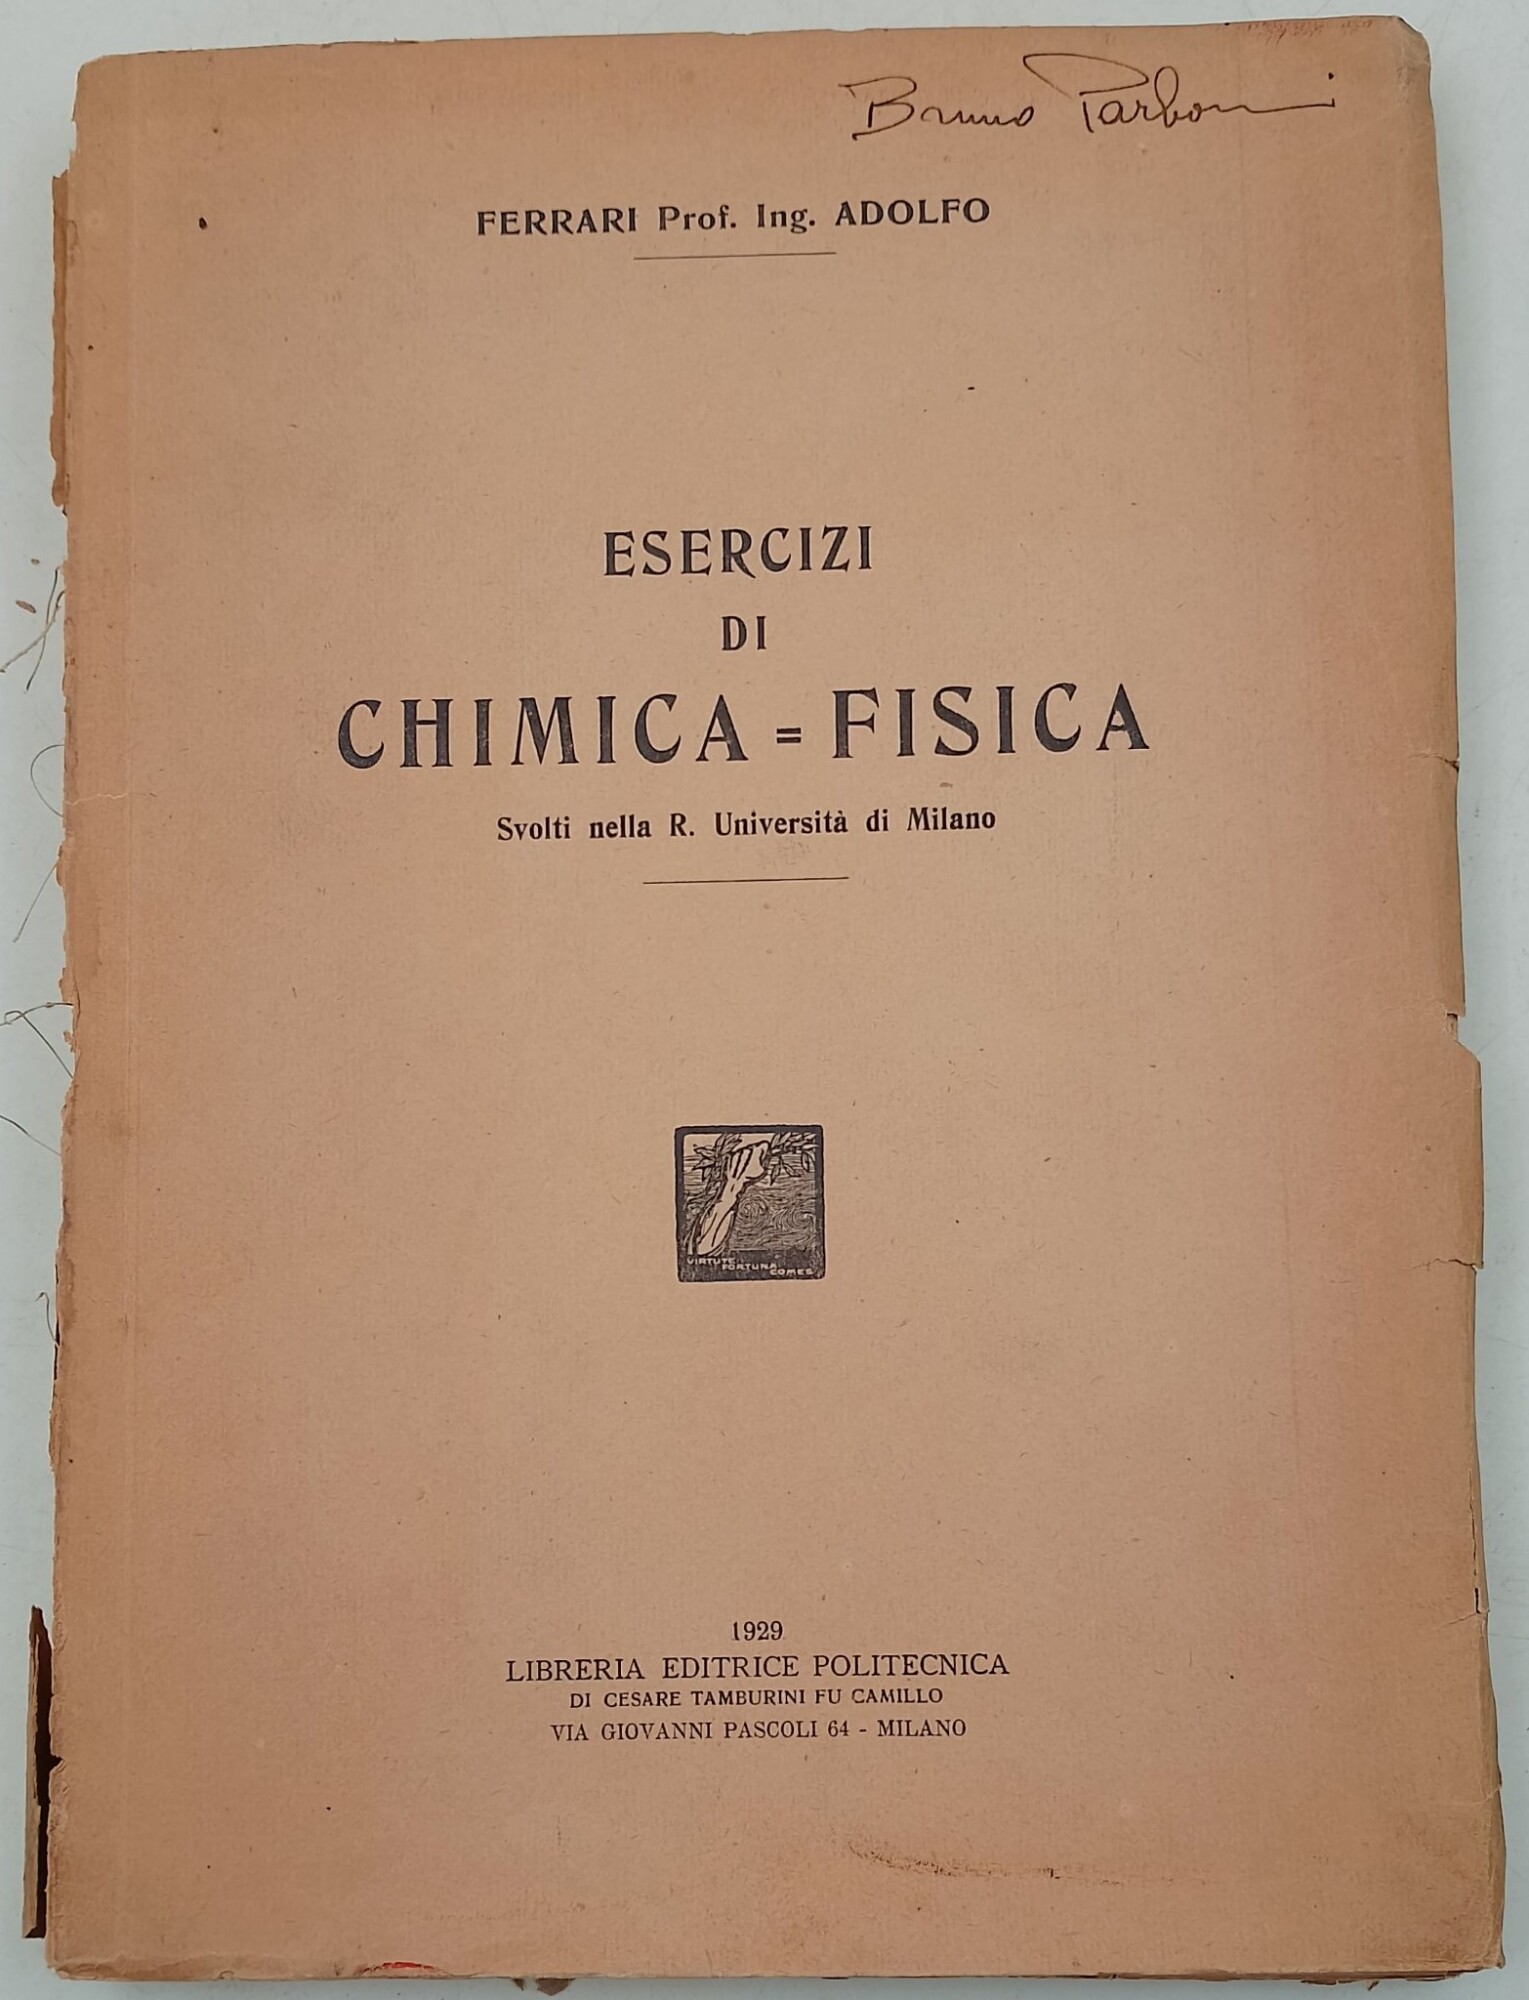 Bruno Parboni
FERRARI Prof. Ing. ADOLFO
ESERCIZI
DI
CHIMICA = FISICA
Svolti nella R. Università di Milano
VIRTUTE
FORTUNA
COMES
1929
LIBRERIA EDITRICE POLITECNICA
DI CESARE TAMBURINI FU CAMILLO
VIA GIOVANNI PASCOLI 64 - MILANO